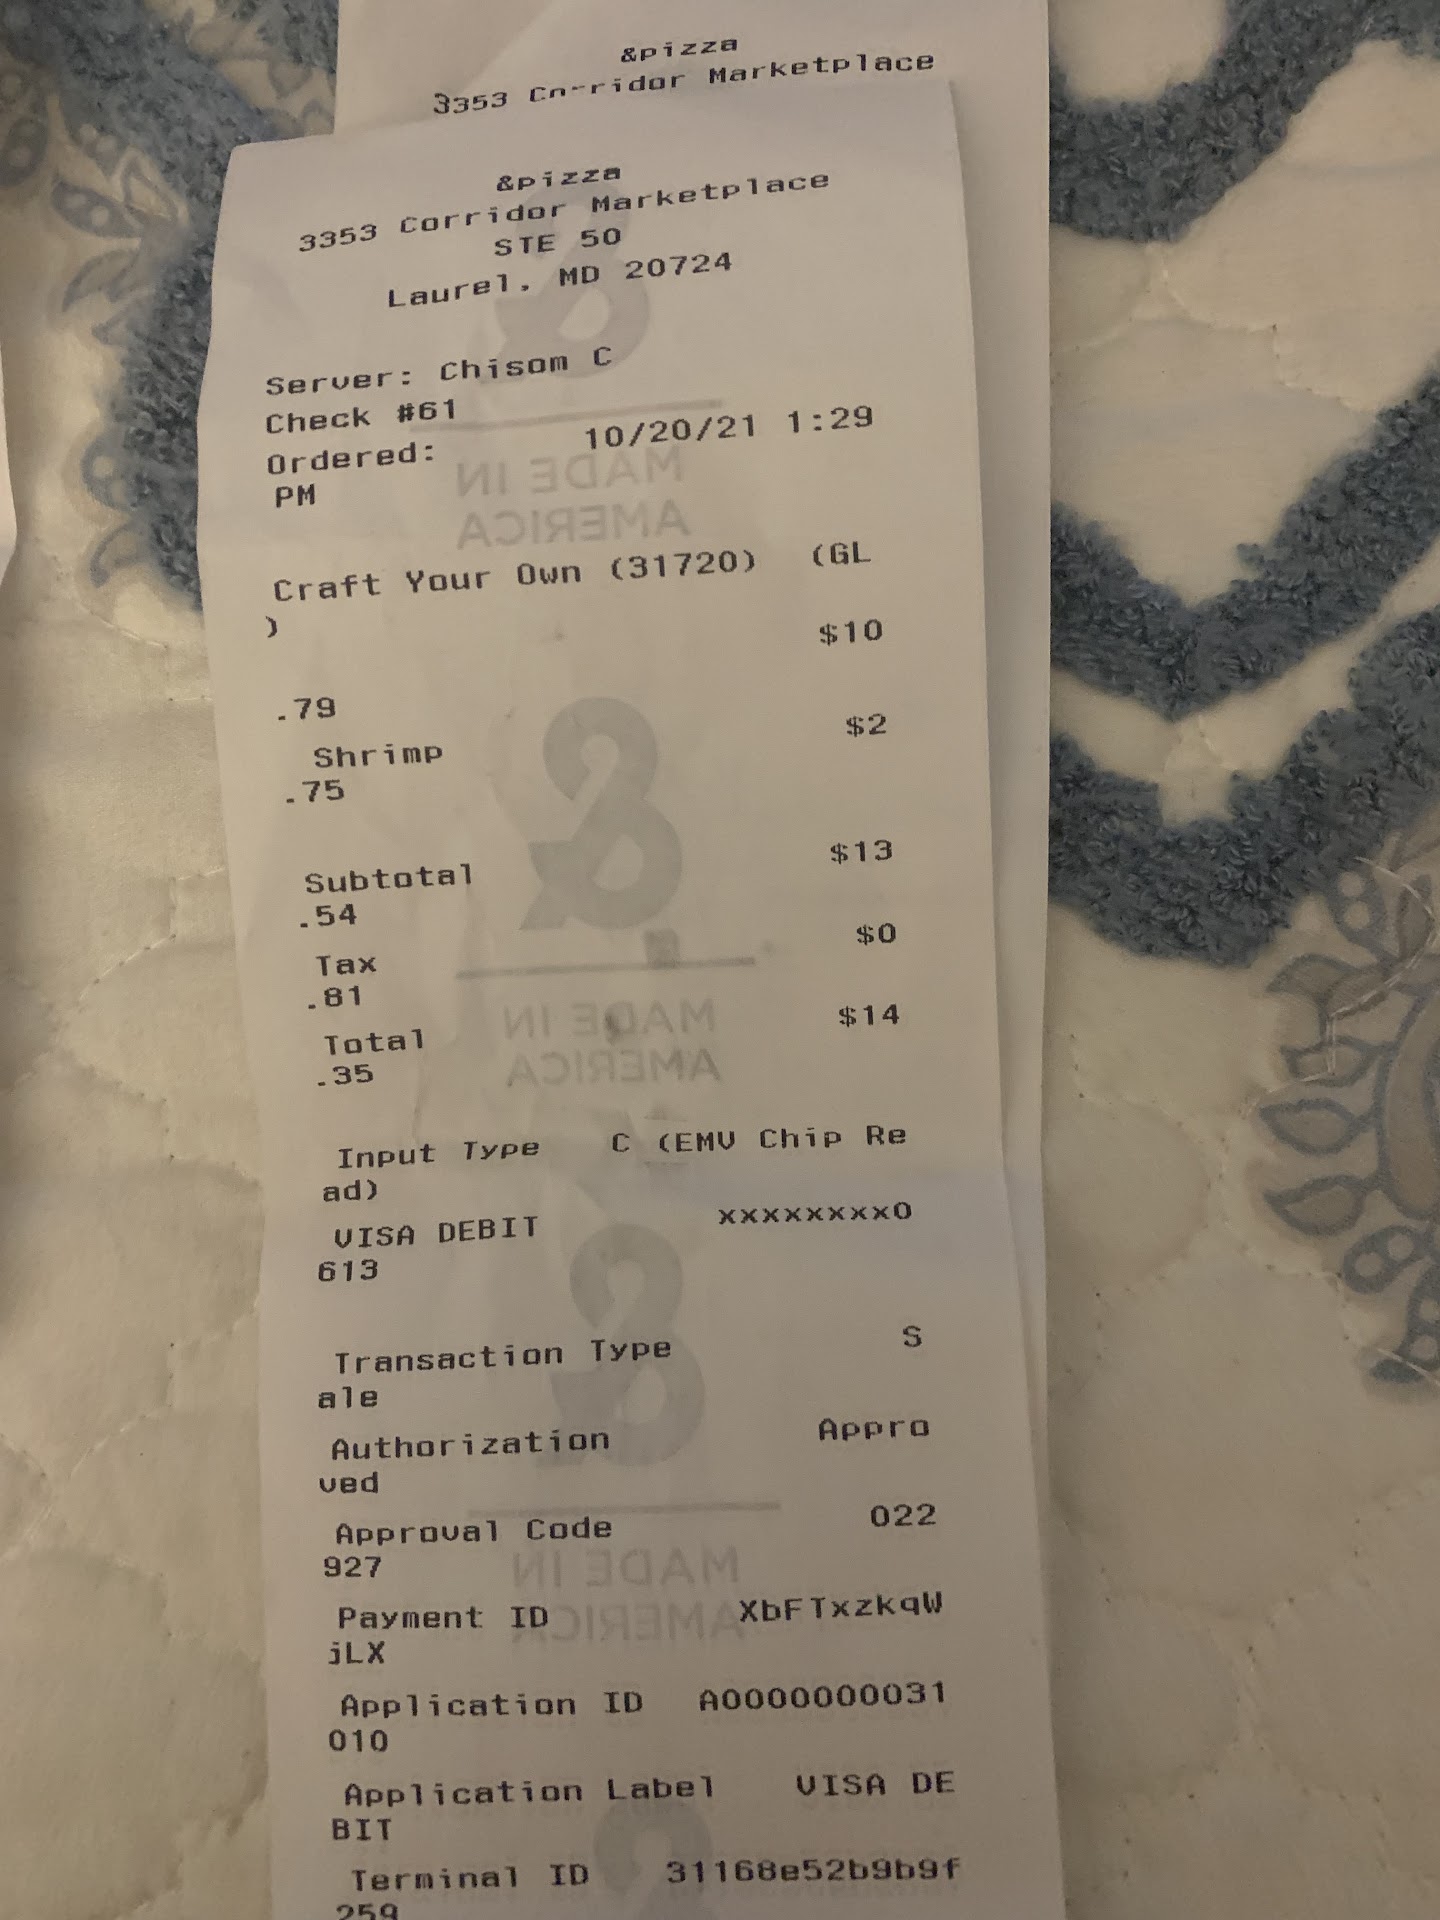 &pizza
3353 Corridor Marketplace
&pizza
3353 Corridor Marketplace
STE 50
Laurel, MD 20724
Server: Chisom C
Check #61
Ordered: 10/20/21 1:29
PM
MADE IN
AMERICA
Craft Your Own (31720) (GL
) $10
.79
Shrimp $2
.75
Subtotal $13
.54
Tax $0
.81
Total $14
.35
MADE IN
AMERICA
Input Type C (EMV Chip Re
ad)
VISA DEBIT xxxxxxxx0
613
Transaction Type S
ale
Authorization Appro
ved
Approval Code 022
927
MADE IN
AMERICA
Payment ID XbFTxzkqW
jLX
Application ID A0000000031
010
Application Label VISA DE
BIT
Terminal ID 31168e52b9b9f
259